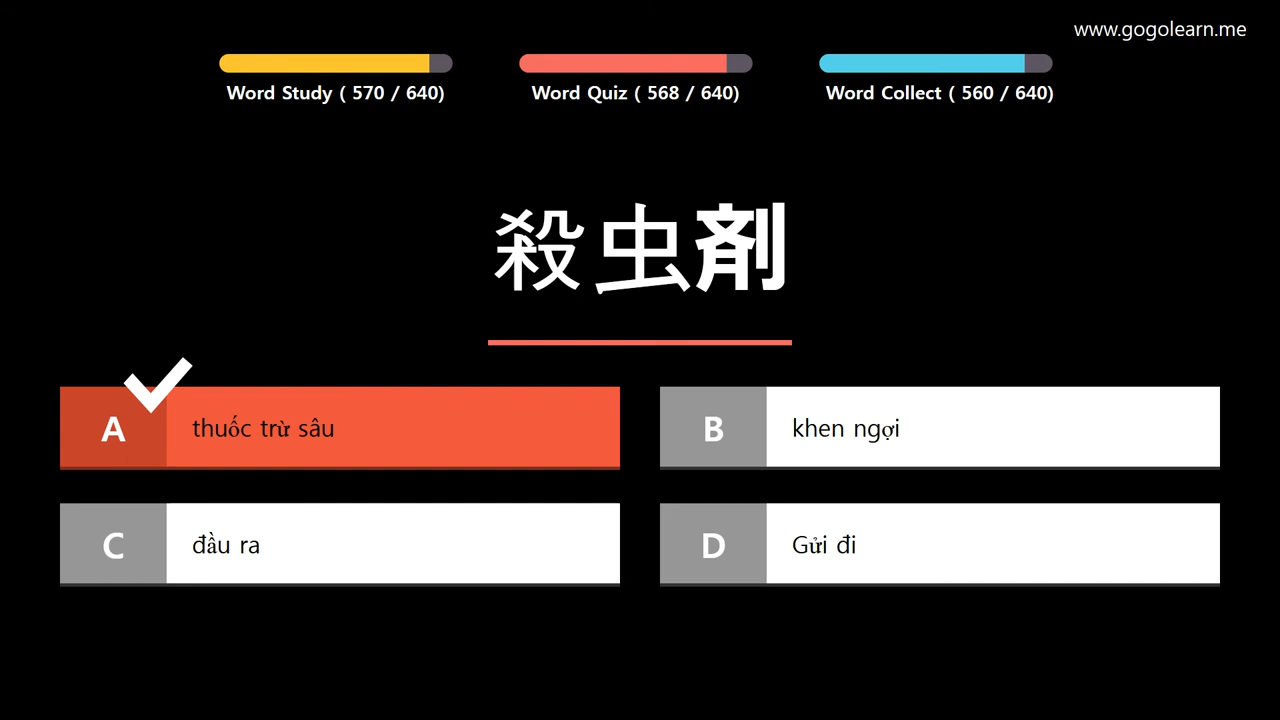 www.gogolearn.me
Word Study ( 570 / 640)
Word Quiz ( 568 / 640)
Word Collect ( 560 / 640)
殺虫剤
A thuốc trừ sâu
B khen ngợi
C đầu ra
D Gửi đi